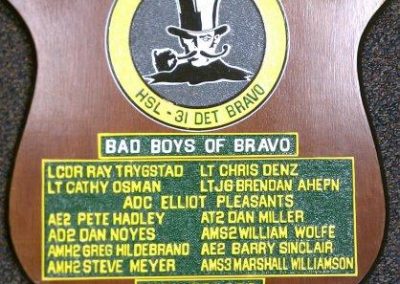 HSL-31 DET BRAVO
BAD BOYS OF BRAVO
LCDR RAY TRYGSTAD LT CHRIS DENZ
LT CATHY OSMAN LTJG BRENDAN AHEPN
ADC ELLIOT PLEASANTS
AE2 PETE HADLEY AT2 DAN MILLER
AD2 DAN NOYES AMS2 WILLIAM WOLFE
AMH2 GREG HILDEBRAND AE2 BARRY SINCLAIR
AMH2 STEVE MEYER AMS3 MARSHALL WILLIAMSON